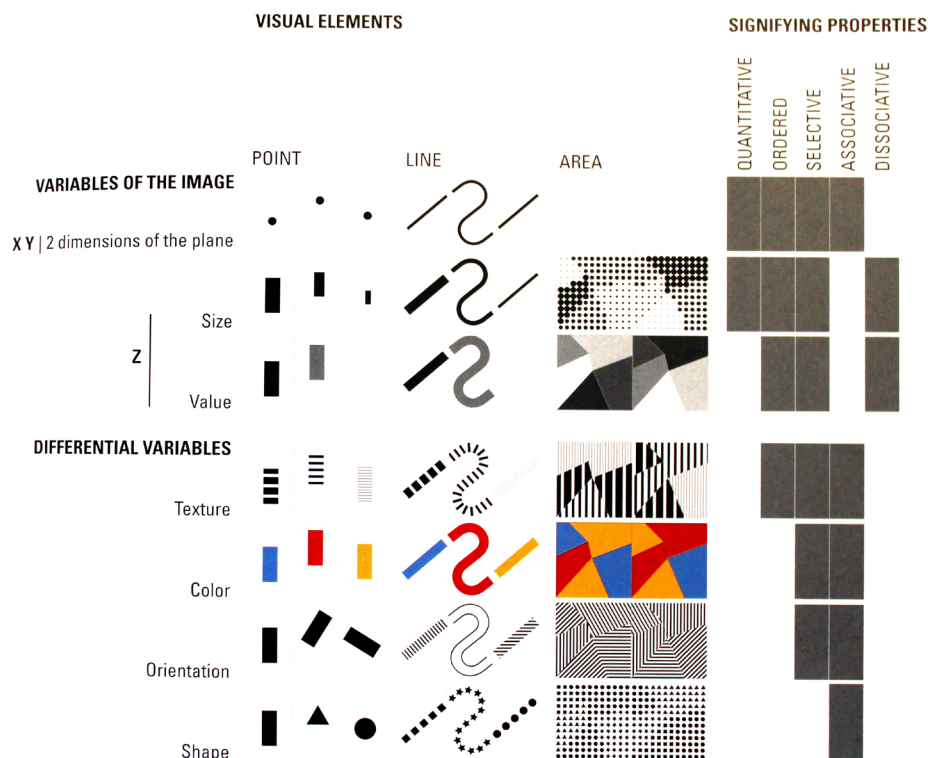 VISUAL ELEMENTS
SIGNIFYING PROPERTIES
QUANTITATIVE
ORDERED
SELECTIVE
ASSOCIATIVE
DISSOCIATIVE
POINT
LINE
AREA
VARIABLES OF THE IMAGE
X Y | 2 dimensions of the plane
Size
Z
Value
DIFFERENTIAL VARIABLES
Texture
Color
Orientation
Shape